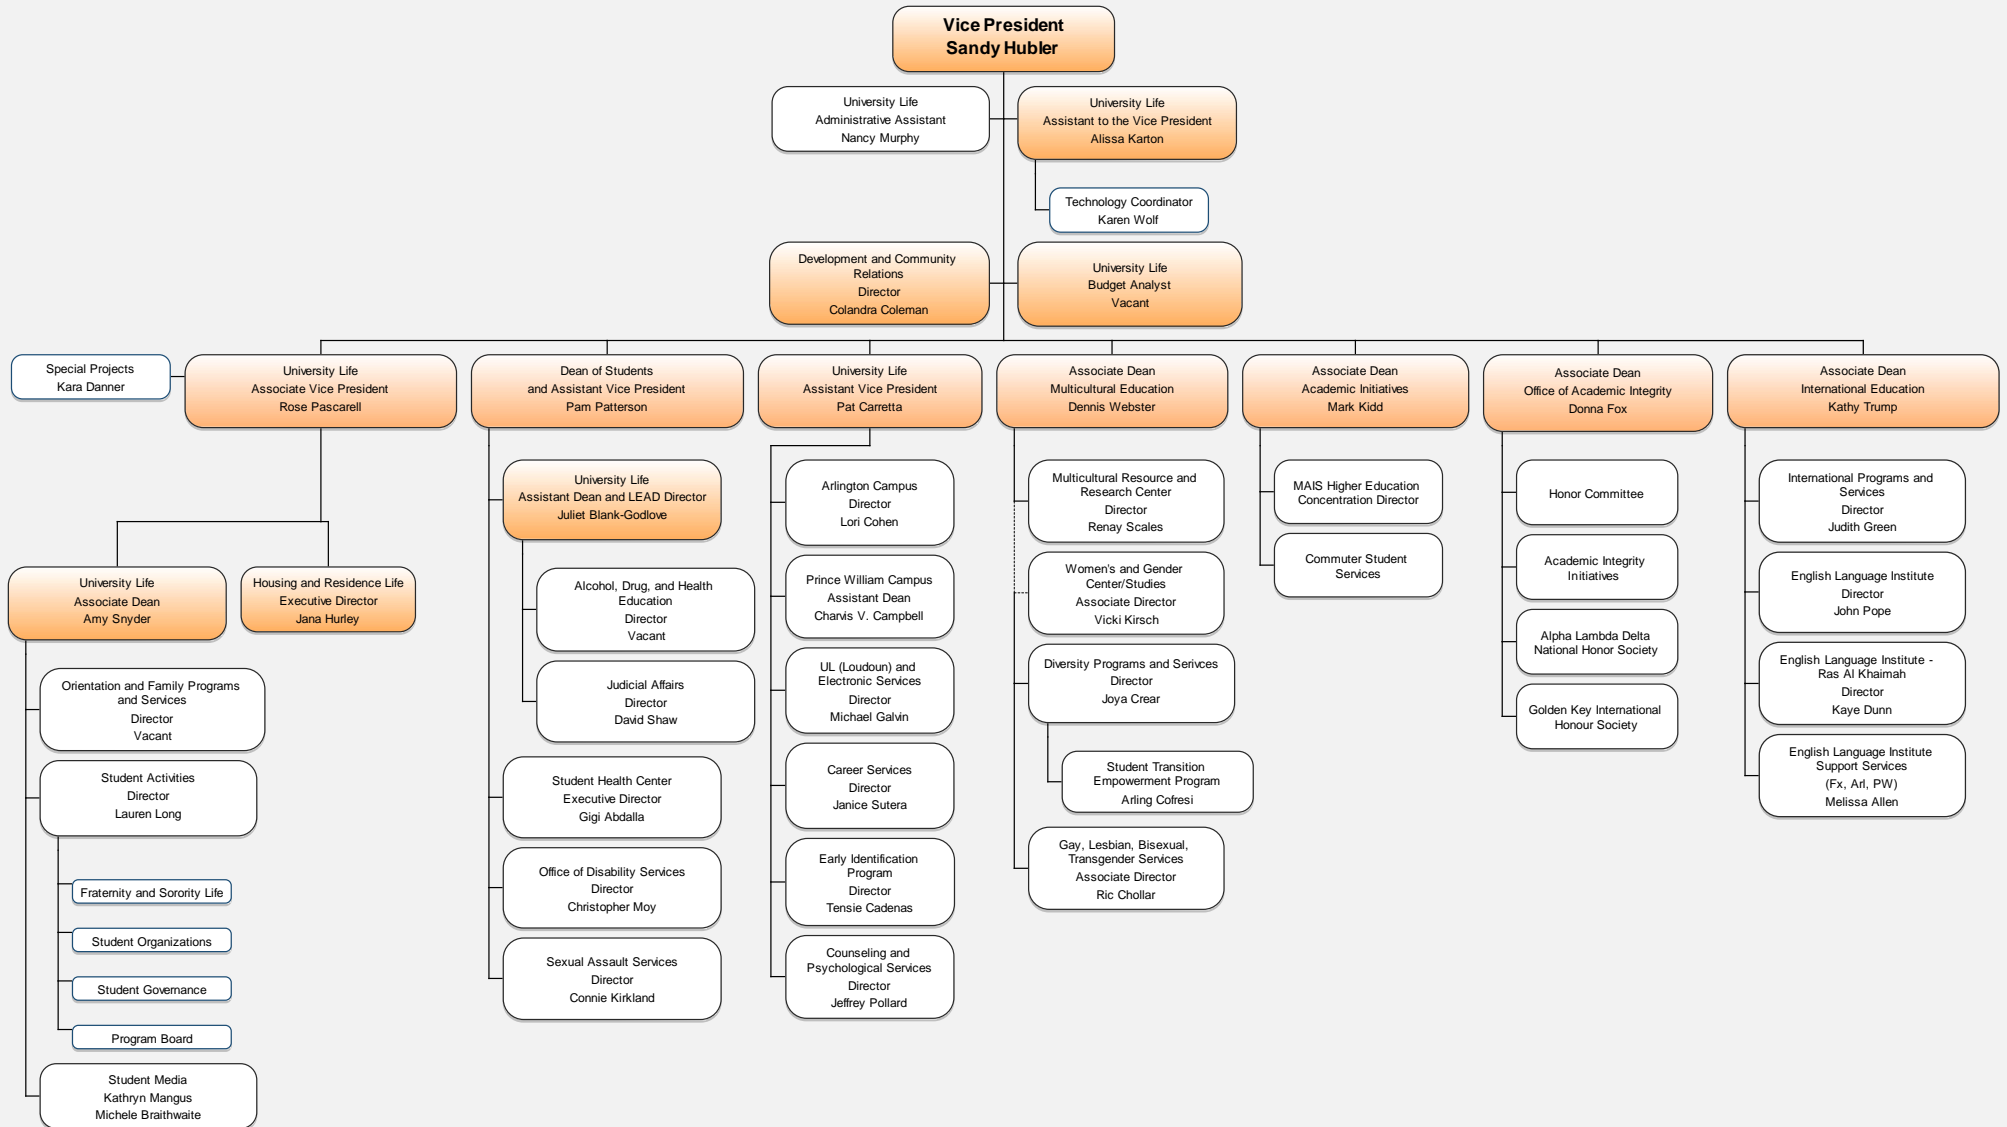 Vice President
Sandy Hubler
University Life
Administrative Assistant
Nancy Murphy
University Life
Assistant to the Vice President
Alissa Karton
Technology Coordinator
Karen Wolf
Development and Community
Relations
Director
Colandra Coleman
University Life
Budget Analyst
Vacant
Special Projects
Kara Danner
University Life
Associate Vice President
Rose Pascarell
Dean of Students
and Assistant Vice President
Pam Patterson
University Life
Assistant Vice President
Pat Carretta
Associate Dean
Multicultural Education
Dennis Webster
Associate Dean
Academic Initiatives
Mark Kidd
Associate Dean
Office of Academic Integrity
Donna Fox
Associate Dean
International Education
Kathy Trump
University Life
Associate Dean
Amy Snyder
Housing and Residence Life
Executive Director
Jana Hurley
Orientation and Family Programs
and Services
Director
Vacant
Student Activities
Director
Lauren Long
Fraternity and Sorority Life
Student Organizations
Student Governance
Program Board
Student Media
Kathryn Mangus
Michele Braithwaite
University Life
Assistant Dean and LEAD Director
Juliet Blank-Godlove
Alcohol, Drug, and Health
Education
Director
Vacant
Judicial Affairs
Director
David Shaw
Student Health Center
Executive Director
Gigi Abdalla
Office of Disability Services
Director
Christopher Moy
Sexual Assault Services
Director
Connie Kirkland
Arlington Campus
Director
Lori Cohen
Prince William Campus
Assistant Dean
Charvis V. Campbell
UL (Loudoun) and
Electronic Services
Director
Michael Galvin
Career Services
Director
Janice Sutera
Early Identification
Program
Director
Tensie Cadenas
Counseling and
Psychological Services
Director
Jeffrey Pollard
Multicultural Resource and
Research Center
Director
Renay Scales
Women's and Gender
Center/Studies
Associate Director
Vicki Kirsch
Diversity Programs and Serivces
Director
Joya Crear
Student Transition
Empowerment Program
Arling Cofresi
Gay, Lesbian, Bisexual,
Transgender Services
Associate Director
Ric Chollar
MAIS Higher Education
Concentration Director
Commuter Student
Services
Honor Committee
Academic Integrity
Initiatives
Alpha Lambda Delta
National Honor Society
Golden Key International
Honour Society
International Programs and
Services
Director
Judith Green
English Language Institute
Director
John Pope
English Language Institute -
Ras Al Khaimah
Director
Kaye Dunn
English Language Institute
Support Services
(Fx, Arl, PW)
Melissa Allen